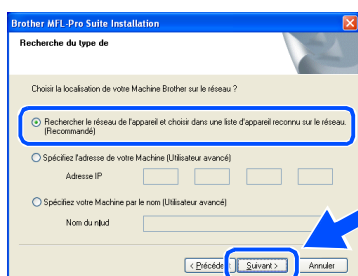 Brother MFL-Pro Suite Installation
Recherche du type de
Choisir la localisation de votre Machine Brother sur le réseau ?
Rechercher le réseau de l'appareil et choisir dans une liste d'appareil reconnu sur le réseau.
(Recommandé)
Spécifiez l'adresse de votre Machine (Utilisateur avancé)
Adresse IP
Spécifiez votre Machine par le nom (Utilisateur avancé)
Nom du nlud
< Précéde
Suivant >
Annuler